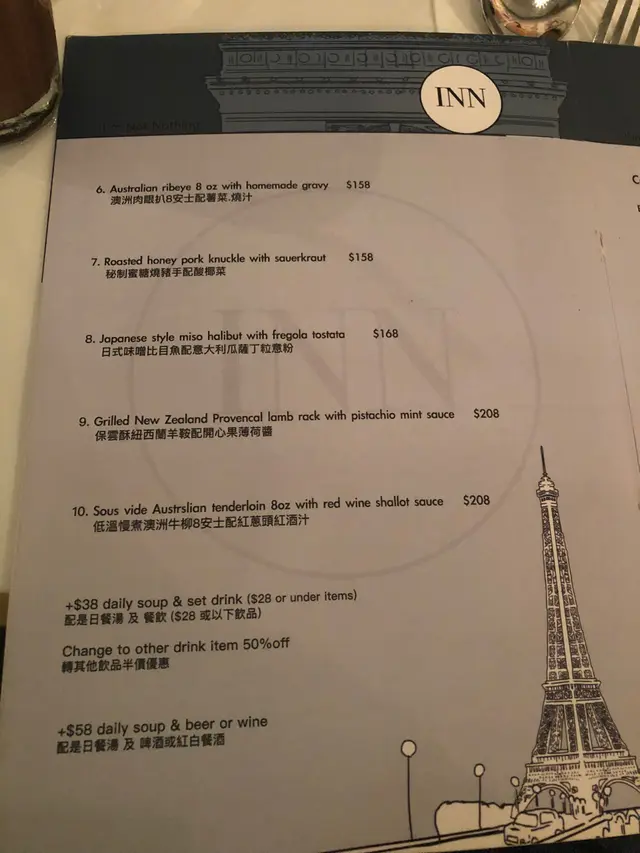 INN
6. Australian ribeye 8 oz with homemade gravy $158
澳洲肉眼扒8安士配薯菜.燒汁
7. Roasted honey pork knuckle with sauerkraut $158
秘制蜜糖燒豬手配酸椰菜
8. Japanese style miso halibut with fregola tostata $168
日式味噌比目魚配意大利瓜薩丁粒意粉
INN
9. Grilled New Zealand Provencal lamb rack with pistachio mint sauce $208
保雲酥紐西蘭羊鞍配開心果薄荷醬
10. Sous vide Austrslian tenderloin 8oz with red wine shallot sauce $208
低溫慢煮澳洲牛柳8安士配紅蔥頭紅酒汁
+$38 daily soup & set drink ($28 or under items)
配是日餐湯 及 餐飲 ($28 或以下飲品)
Change to other drink item 50%off
轉其他飲品半價優惠
+$58 daily soup & beer or wine
配是日餐湯 及 啤酒或紅白餐酒